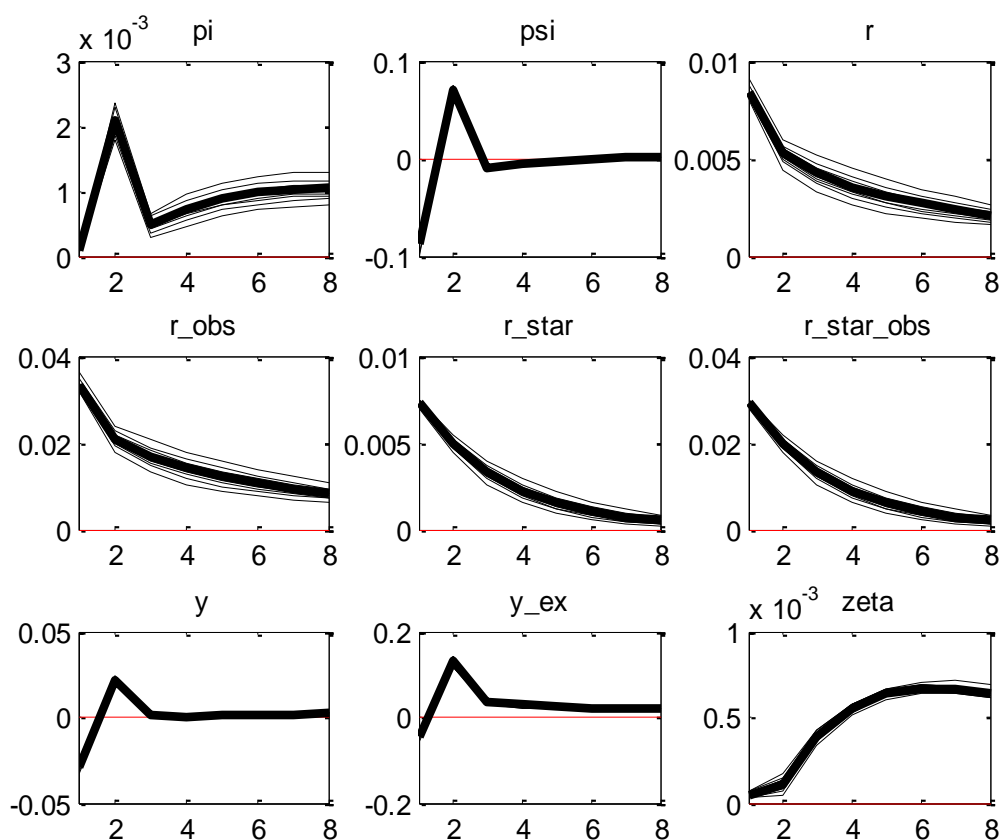 x 10^-3 pi psi r
3 0.1 0.01
2
0 0.005
1
0 -0.1 0
2 4 6 8 2 4 6 8 2 4 6 8
r_obs r_star r_star_obs
0.04 0.01 0.04
0.02 0.005 0.02
0 0 0
2 4 6 8 2 4 6 8 2 4 6 8
y y_ex x 10^-3 zeta
0.05 0.2 1
0 0 0.5
-0.05 -0.2 0
2 4 6 8 2 4 6 8 2 4 6 8